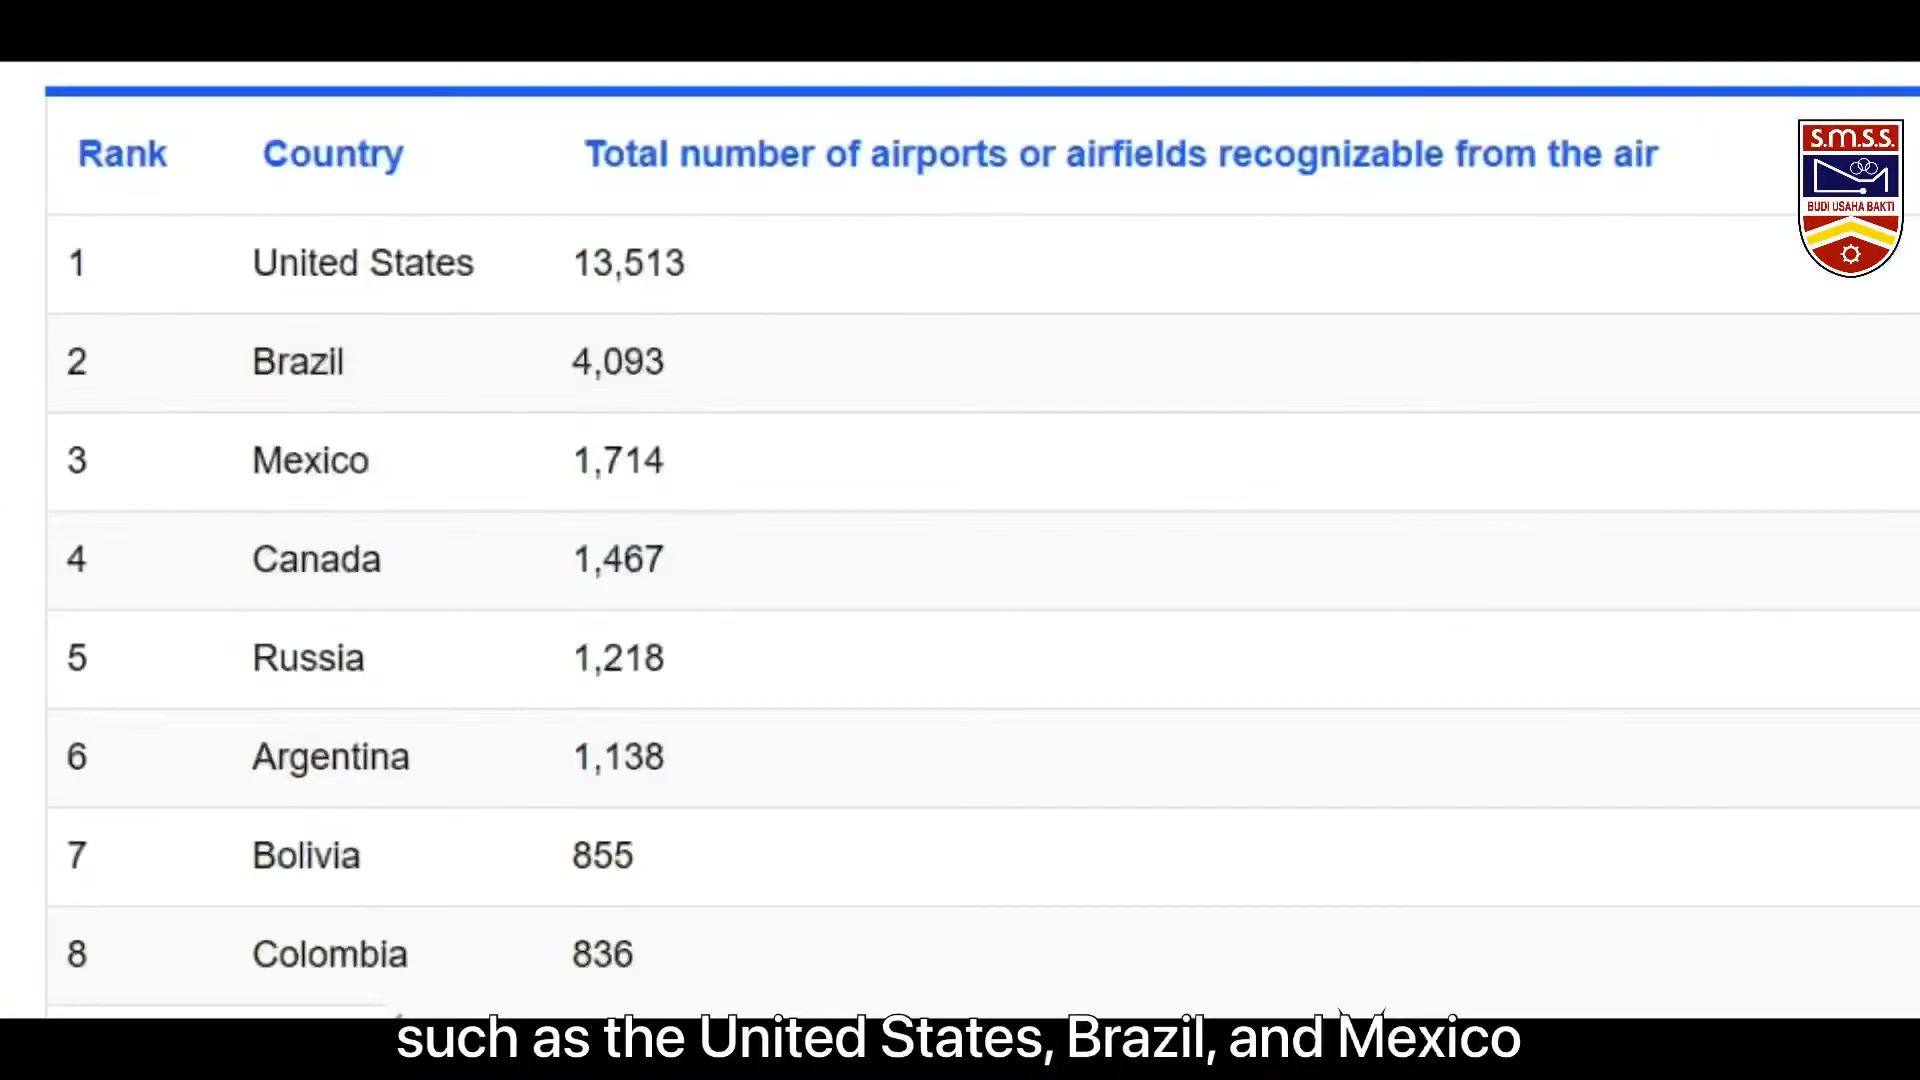 Rank Country Total number of airports or airfields recognizable from the air
1 United States 13,513
2 Brazil 4,093
3 Mexico 1,714
4 Canada 1,467
5 Russia 1,218
6 Argentina 1,138
7 Bolivia 855
8 Colombia 836
S.M.S.S.
BUDI USAHA BAKTI
such as the United States, Brazil, and Mexico